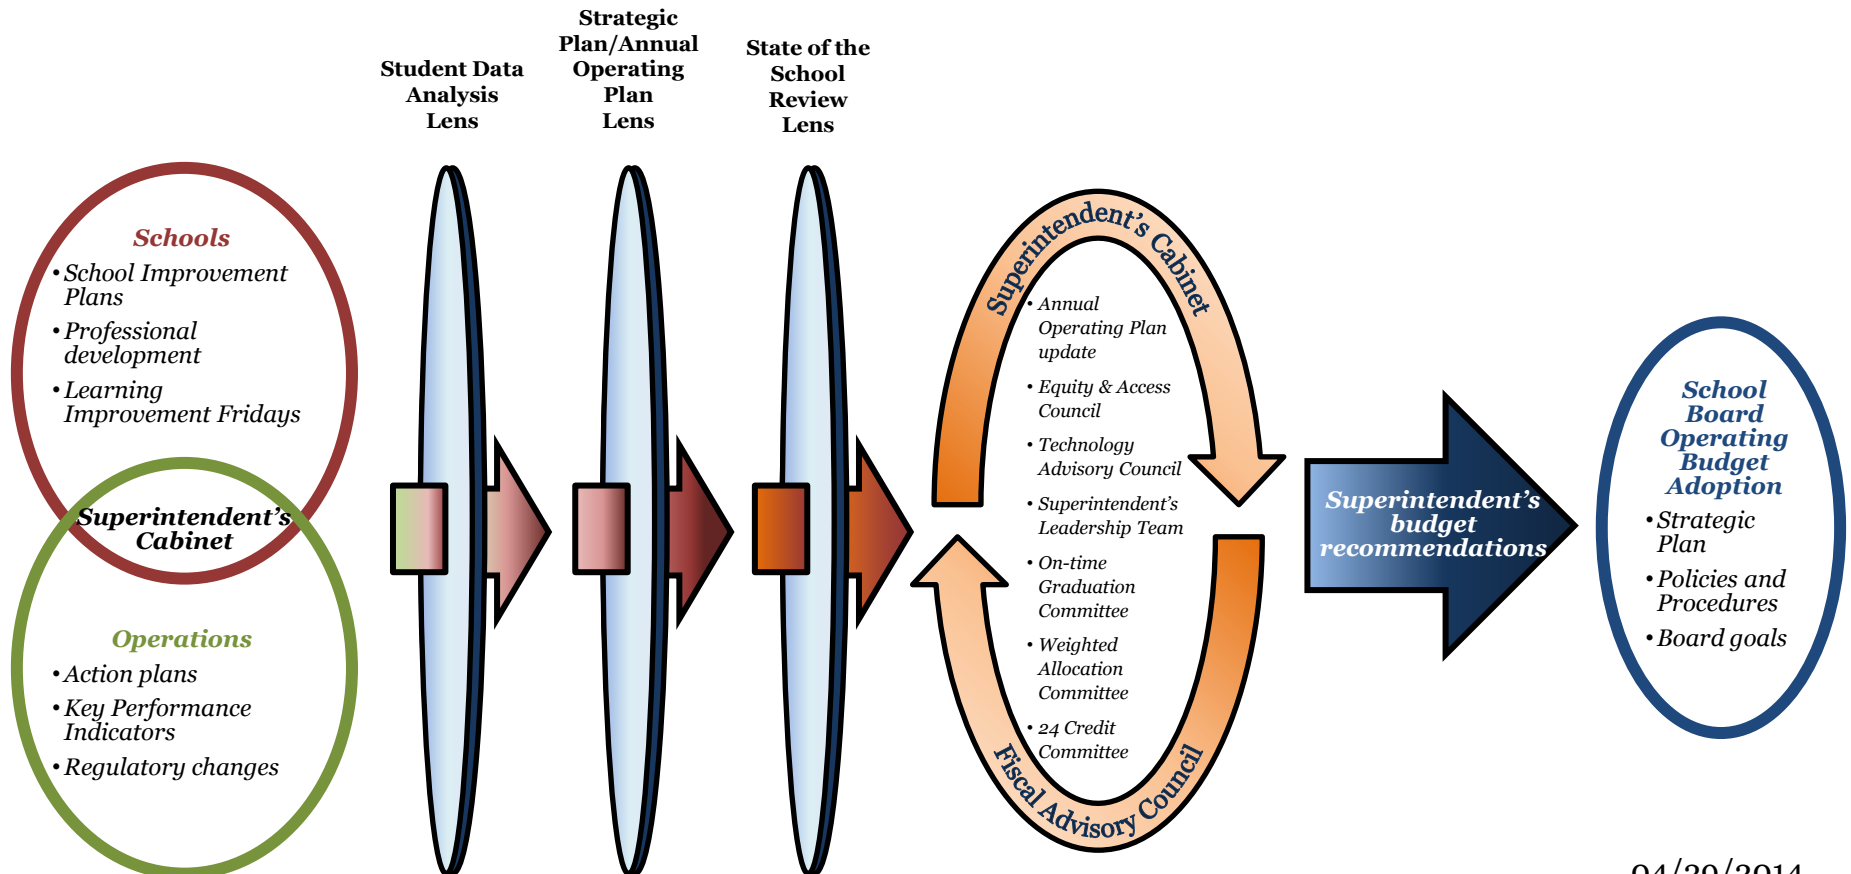 Strategic
Plan/Annual
Operating
Plan
Lens
State of the
School
Review
Lens
Student Data
Analysis
Lens
Schools
• School Improvement
Plans
• Professional
development
• Learning
Improvement Fridays
Superintendent's
Cabinet
Operations
• Action plans
• Key Performance
Indicators
• Regulatory changes
Superintendent's Cabinet
• Annual
Operating Plan
update
• Equity & Access
Council
• Technology
Advisory Council
• Superintendent's
Leadership Team
• On-time
Graduation
Committee
• Weighted
Allocation
Committee
• 24 Credit
Committee
Fiscal Advisory Council
Superintendent's
budget
recommendations
School
Board
Operating
Budget
Adoption
• Strategic
Plan
• Policies and
Procedures
• Board goals
04/29/2014